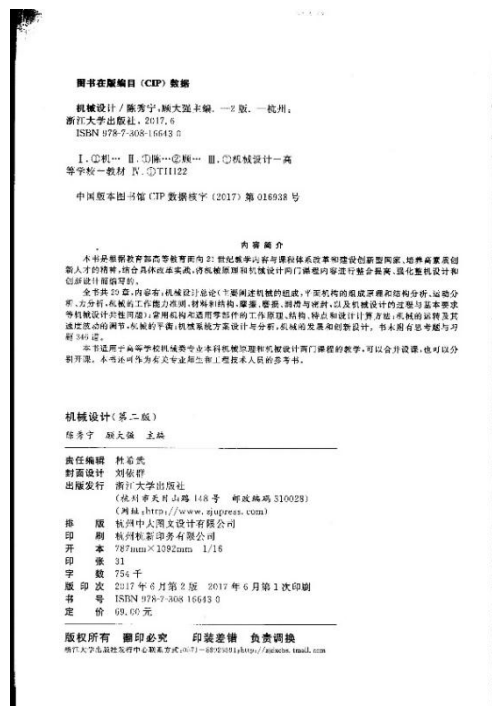 图书在版编目（CIP）数据
机械设计 / 陈秀宁，顾大强主编. —2版. —杭州：
浙江大学出版社，2017.6
ISBN 978-7-308-16643-0
Ⅰ.①机… Ⅱ.①陈…②顾… Ⅲ.①机械设计－高
等学校－教材 Ⅳ.①TH122
中国版本图书馆CIP数据核字（2017）第016938号
内容简介
本书是根据教育部高等教育面向21世纪教学内容与课程体系改革和建设创新型国家、培养高素质创
新人才的精神，结合具体改革实战，将机械原理和机械设计两门课程内容进行整合提高、强化整机设计和
创新设计而编写的。
全书共20章，内容有：机械设计总论（主要阐述机械的组成，平面机构的组成原理和结构分析、运动分
析、力分析，机械的工作能力准则、材料和结构，摩擦、磨损、润滑与密封，以及机械设计的过程与基本要求
等机械设计共性问题）；常用机构和通用零部件的工作原理、结构、特点和设计计算方法；机械的运转及其
速度波动的调节，机械的平衡；机械系统方案设计与分析，机械的发展和创新设计。书末附有思考题与习
题346道。
本书适用于高等学校机械类专业本科机械原理和机械设计两门课程的教学，可以合并设课，也可以分
别开课。本书还可作为有关专业师生和工程技术人员的参考书。
机械设计（第二版）
陈秀宁 顾大强 主编
责任编辑 杜希武
封面设计 刘依群
出版发行 浙江大学出版社
（杭州市天目山路148号 邮政编码310028）
（网址：http://www.zjupress.com）
排 版 杭州中大图文设计有限公司
印 刷 杭州杭新印务有限公司
开 本 787mm×1092mm 1/16
印 张 31
字 数 754千
版 印 次 2017年6月第2版 2017年6月第1次印刷
书 号 ISBN 978-7-308-16643-0
定 价 69.00元
版权所有 翻印必究 印装差错 负责调换
浙江大学出版社发行中心联系方式：0571－88925591；http://zjdxcbs.tmall.com